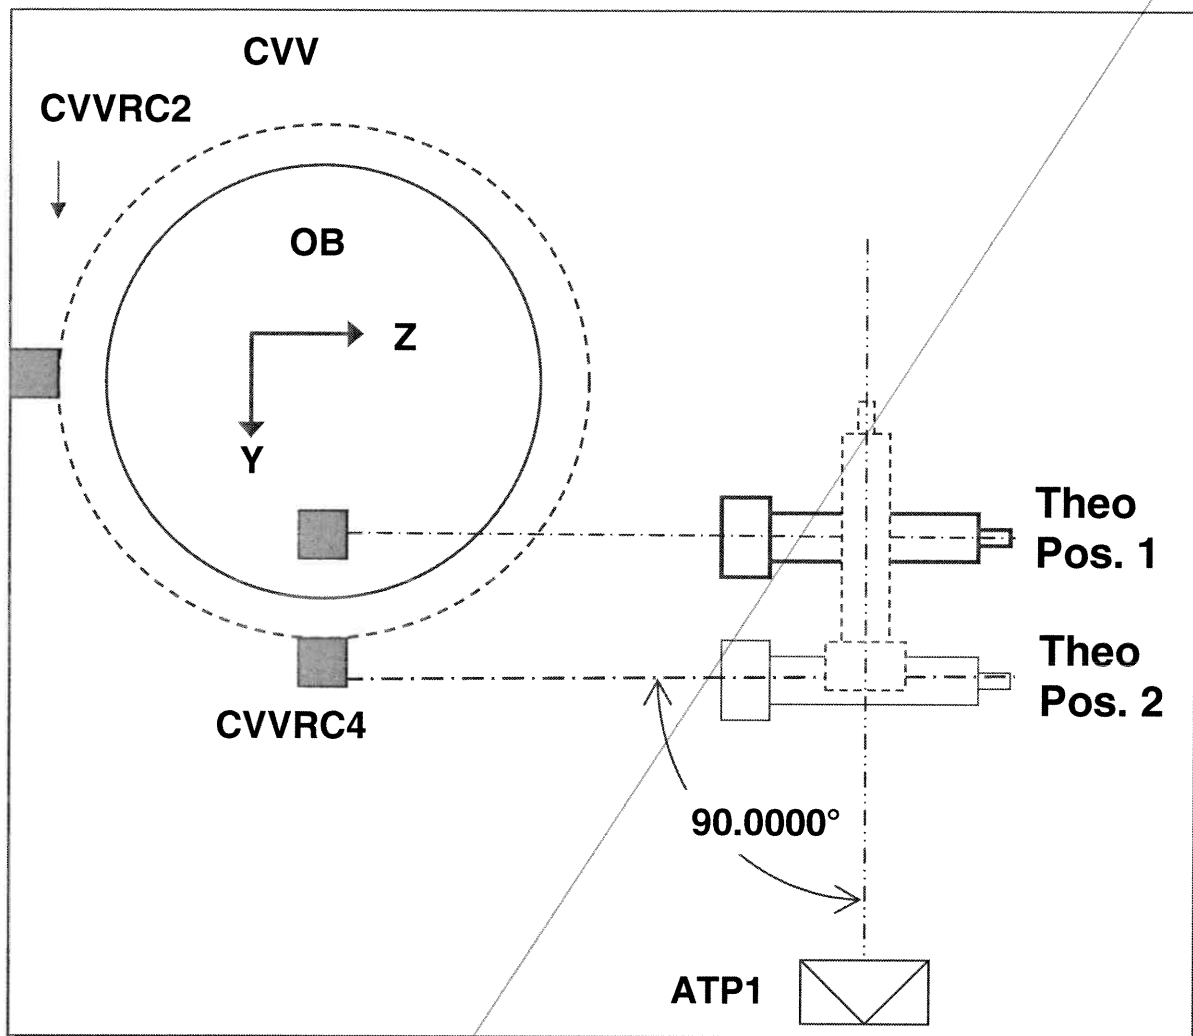 CVV
CVVRC2
OB
Z
Y
Theo
Pos. 1
Theo
Pos. 2
CVVRC4
90.0000°
ATP1